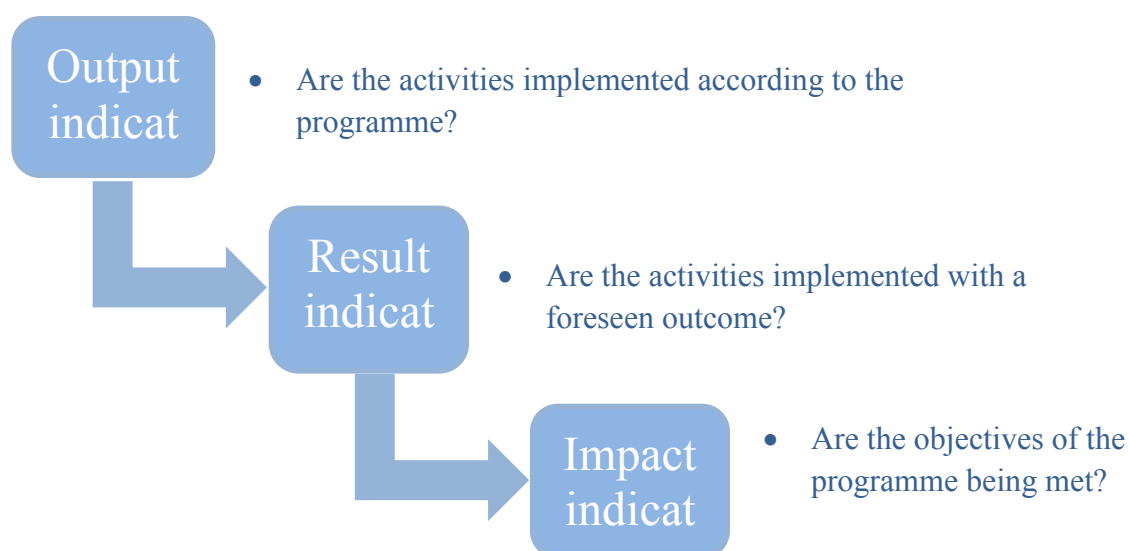 Output
indicat
• Are the activities implemented according to the
programme?
Result
indicat
• Are the activities implemented with a
foreseen outcome?
Impact
indicat
• Are the objectives of the
programme being met?